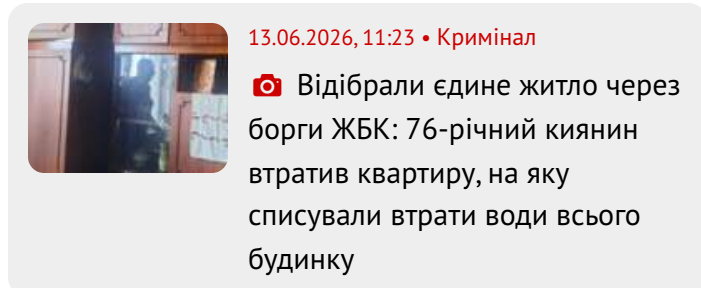 13.06.2026, 11:23 • Кримінал
Відібрали єдине житло через
борги ЖБК: 76-річний киянин
втратив квартиру, на яку
списували втрати води всього
будинку